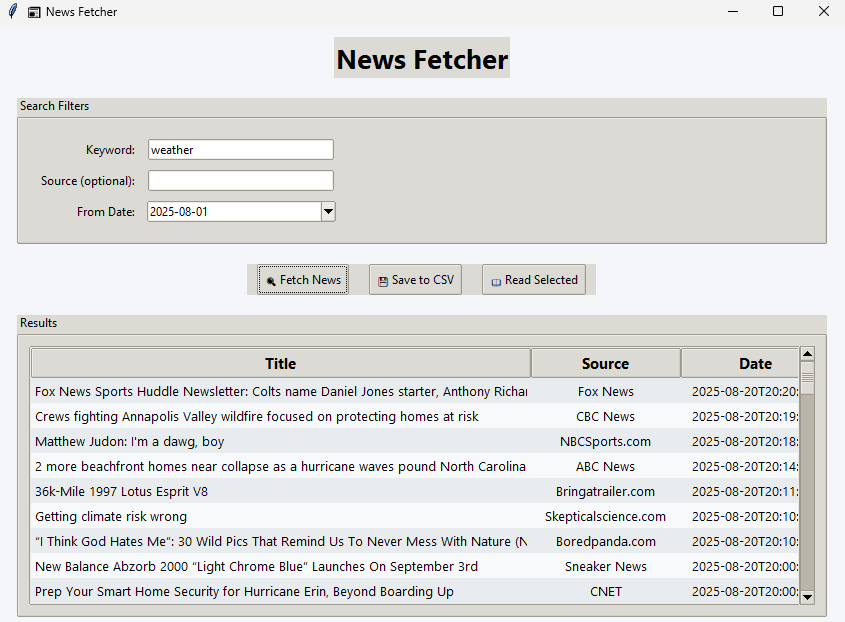 News Fetcher
News Fetcher
Search Filters
Keyword: weather
Source (optional):
From Date: 2025-08-01
Fetch News Save to CSV Read Selected
Results
Title Source Date
Fox News Sports Huddle Newsletter: Colts name Daniel Jones starter, Anthony Richar Fox News 2025-08-20T20:20:
Crews fighting Annapolis Valley wildfire focused on protecting homes at risk CBC News 2025-08-20T20:19:
Matthew Judon: I'm a dawg, boy NBCSports.com 2025-08-20T20:18:
2 more beachfront homes near collapse as a hurricane waves pound North Carolina ABC News 2025-08-20T20:14:
36k-Mile 1997 Lotus Esprit V8 Bringatrailer.com 2025-08-20T20:11:
Getting climate risk wrong Skepticalscience.com 2025-08-20T20:10:
“I Think God Hates Me”: 30 Wild Pics That Remind Us To Never Mess With Nature (N Boredpanda.com 2025-08-20T20:10:
New Balance Abzorb 2000 “Light Chrome Blue” Launches On September 3rd Sneaker News 2025-08-20T20:00:
Prep Your Smart Home Security for Hurricane Erin, Beyond Boarding Up CNET 2025-08-20T20:00: